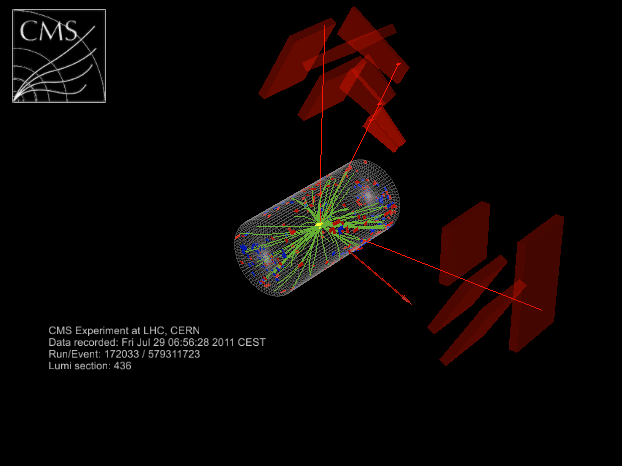 CMS
CMS Experiment at LHC, CERN
Data recorded: Fri Jul 29 06:56:28 2011 CEST
Run/Event: 172033 / 579311723
Lumi section: 436